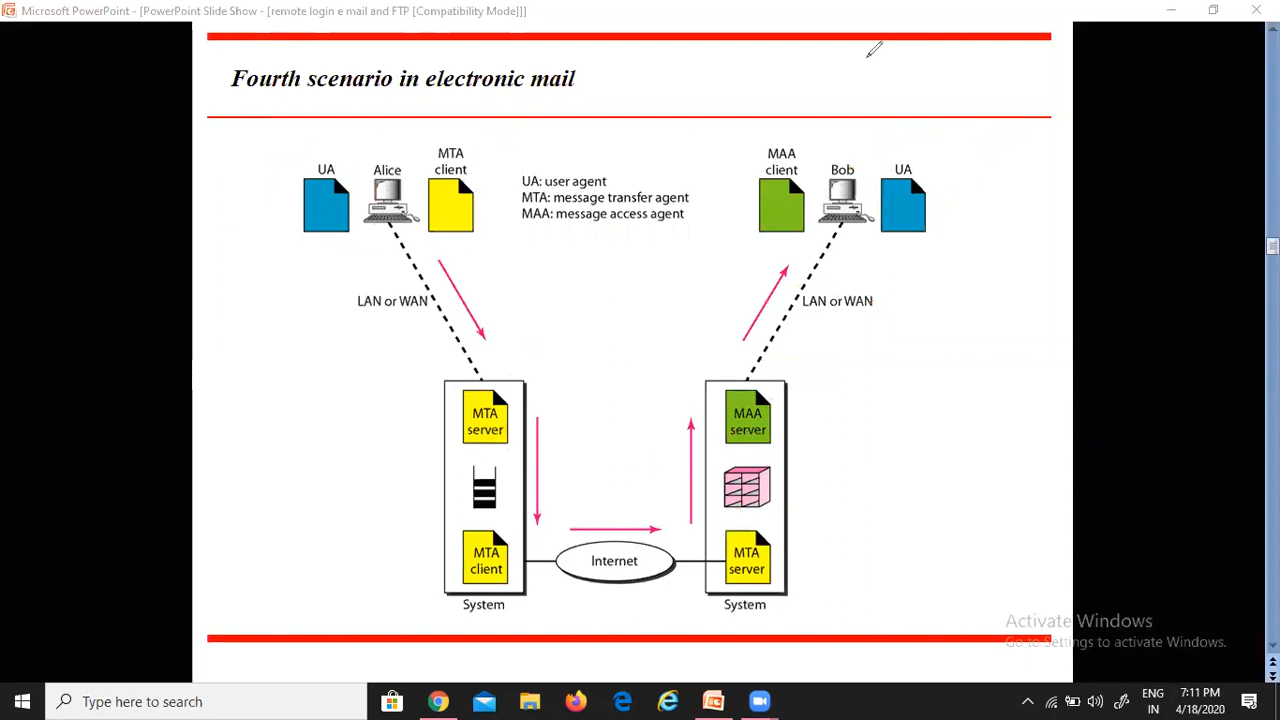 Microsoft PowerPoint - [PowerPoint Slide Show - [remote login e mail and FTP [Compatibility Mode]]]
Fourth scenario in electronic mail
UA
Alice
MTA
client
UA: user agent
MTA: message transfer agent
MAA: message access agent
MAA
client
Bob
UA
LAN or WAN
LAN or WAN
MTA
server
MAA
server
MTA
client
Internet
MTA
server
System
System
Activate Windows
Go to Settings to activate Windows.
Type here to search
ENG
IN
7:11 PM
4/18/2020